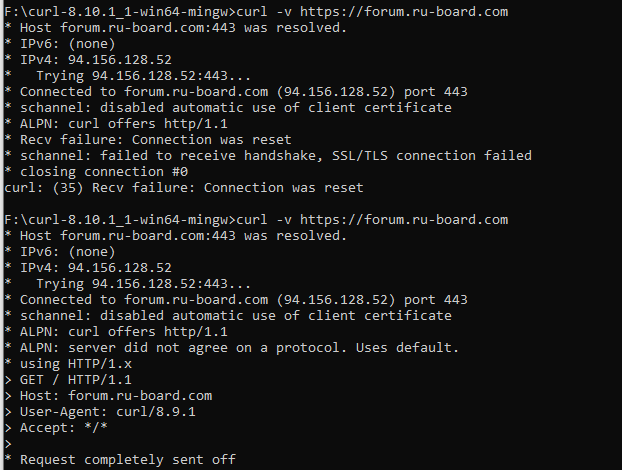 F:\curl-8.10.1_1-win64-mingw>curl -v https://forum.ru-board.com
* Host forum.ru-board.com:443 was resolved.
* IPv6: (none)
* IPv4: 94.156.128.52
*   Trying 94.156.128.52:443...
* Connected to forum.ru-board.com (94.156.128.52) port 443
* schannel: disabled automatic use of client certificate
* ALPN: curl offers http/1.1
* Recv failure: Connection was reset
* schannel: failed to receive handshake, SSL/TLS connection failed
* closing connection #0
curl: (35) Recv failure: Connection was reset
F:\curl-8.10.1_1-win64-mingw>curl -v https://forum.ru-board.com
* Host forum.ru-board.com:443 was resolved.
* IPv6: (none)
* IPv4: 94.156.128.52
*   Trying 94.156.128.52:443...
* Connected to forum.ru-board.com (94.156.128.52) port 443
* schannel: disabled automatic use of client certificate
* ALPN: curl offers http/1.1
* ALPN: server did not agree on a protocol. Uses default.
* using HTTP/1.x
> GET / HTTP/1.1
> Host: forum.ru-board.com
> User-Agent: curl/8.9.1
> Accept: */*
>
* Request completely sent off